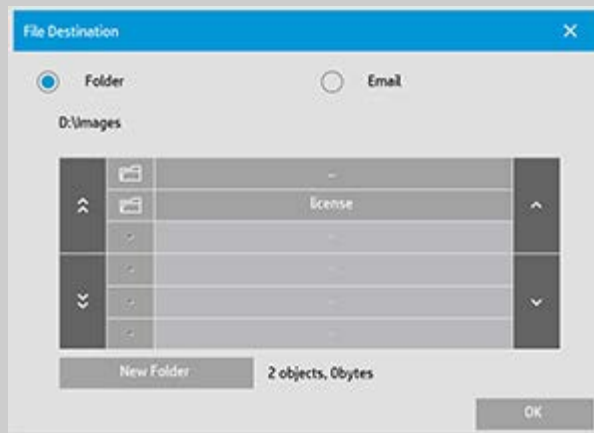 File Destination
Folder
Email
D:\Images
..
license
New Folder
2 objects, 0bytes
OK